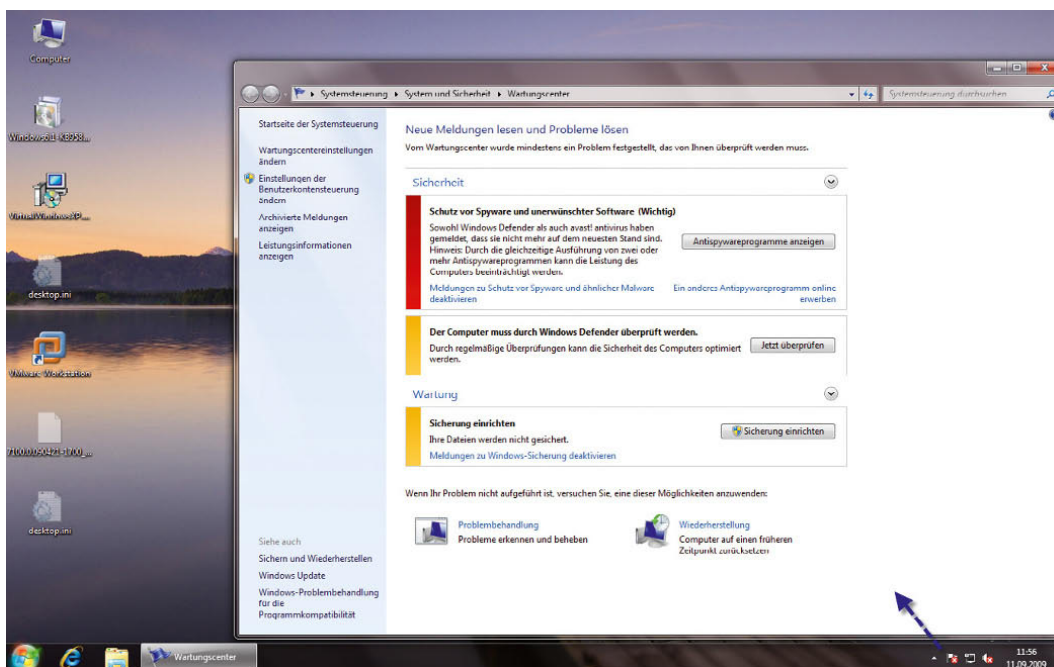 Computer
desktop.ini
VMware Workstation
desktop.ini
Systemsteuerung ▸ System und Sicherheit ▸ Wartungscenter
Systemsteuerung durchsuchen
Startseite der Systemsteuerung
Wartungscentereinstellungen
ändern
Einstellungen der
Benutzerkontensteuerung
ändern
Archivierte Meldungen
anzeigen
Leistungsinformationen
anzeigen
Siehe auch
Sichern und Wiederherstellen
Windows Update
Windows-Problembehandlung
für die
Programmkompatibilität
Neue Meldungen lesen und Probleme lösen
Vom Wartungscenter wurde mindestens ein Problem festgestellt, das von Ihnen überprüft werden muss.
Sicherheit
Schutz vor Spyware und unerwünschter Software (Wichtig)
Sowohl Windows Defender als auch avast! antivirus haben
gemeldet, dass sie nicht mehr auf dem neuesten Stand sind.
Hinweis: Durch die gleichzeitige Ausführung von zwei oder
mehr Antispywareprogrammen kann die Leistung des
Computers beeinträchtigt werden.
Antispywareprogramme anzeigen
Meldungen zu Schutz vor Spyware und ähnlicher Malware
deaktivieren
Ein anderes Antispywareprogramm online
erwerben
Der Computer muss durch Windows Defender überprüft werden.
Durch regelmäßige Überprüfungen kann die Sicherheit des Computers optimiert
werden.
Jetzt überprüfen
Wartung
Sicherung einrichten
Ihre Dateien werden nicht gesichert.
Sicherung einrichten
Meldungen zu Windows-Sicherung deaktivieren
Wenn Ihr Problem nicht aufgeführt ist, versuchen Sie, eine dieser Möglichkeiten anzuwenden:
Problembehandlung
Probleme erkennen und beheben
Wiederherstellung
Computer auf einen früheren
Zeitpunkt zurücksetzen
Wartungscenter
11:56
11.09.2009